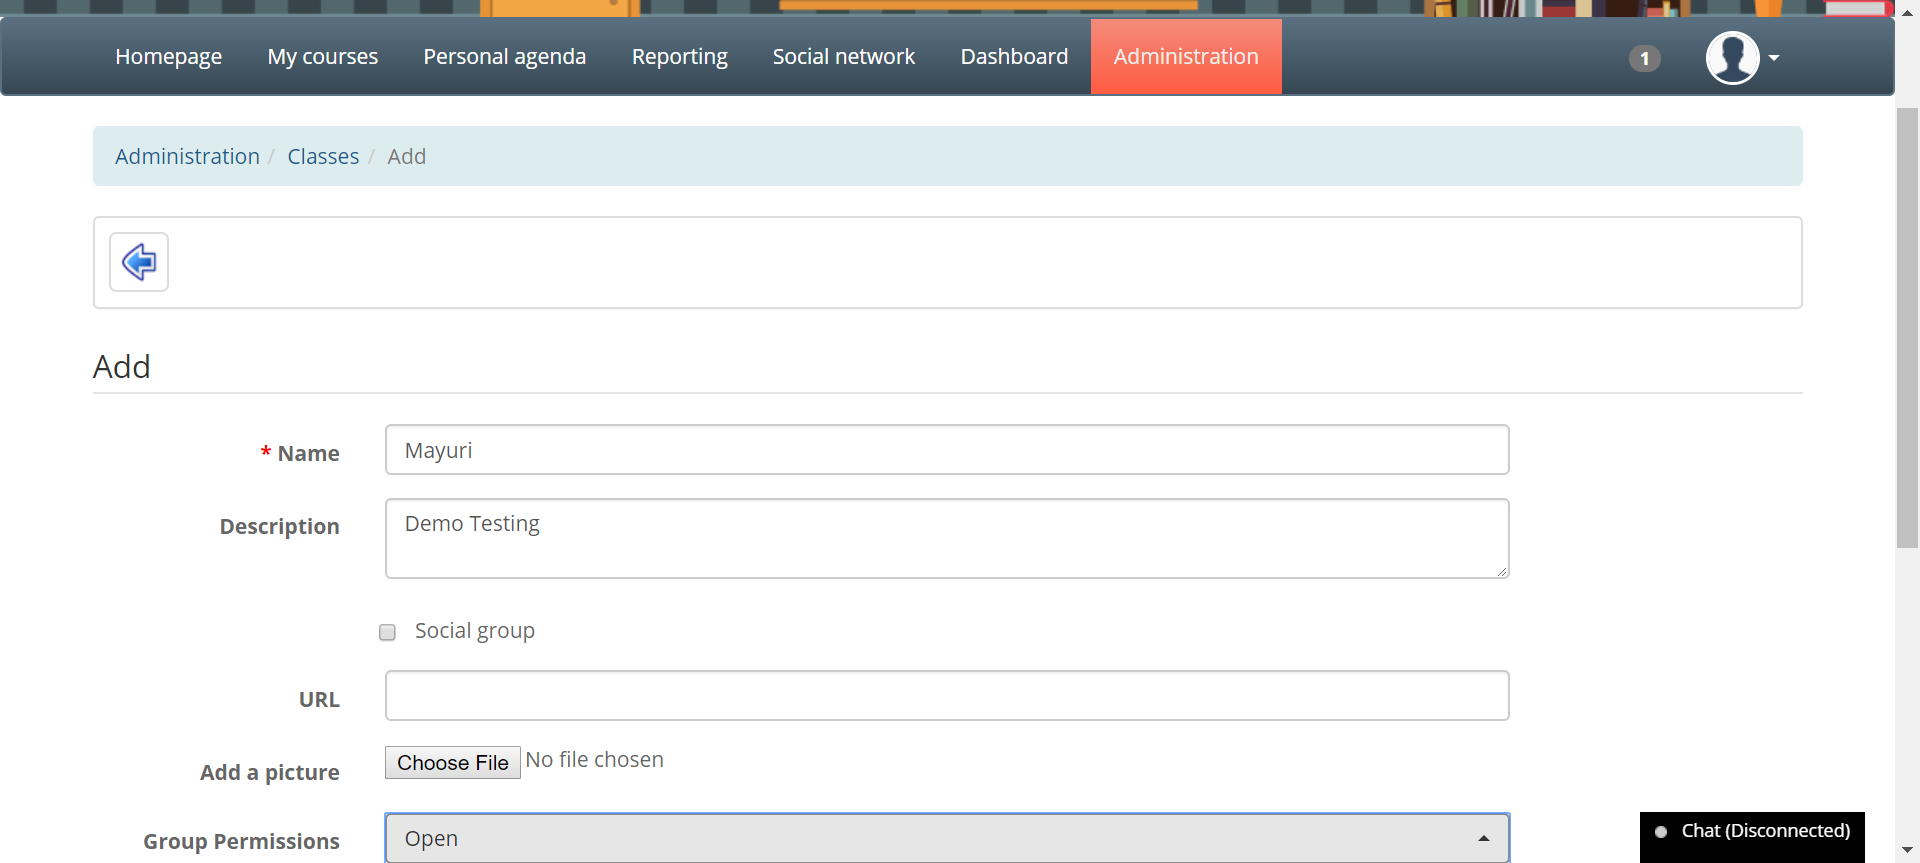 Homepage My courses Personal agenda Reporting Social network Dashboard Administration 1
Administration / Classes / Add
Add
* Name Mayuri
Description Demo Testing
Social group
URL
Add a picture Choose File No file chosen
Group Permissions Open
Chat (Disconnected)